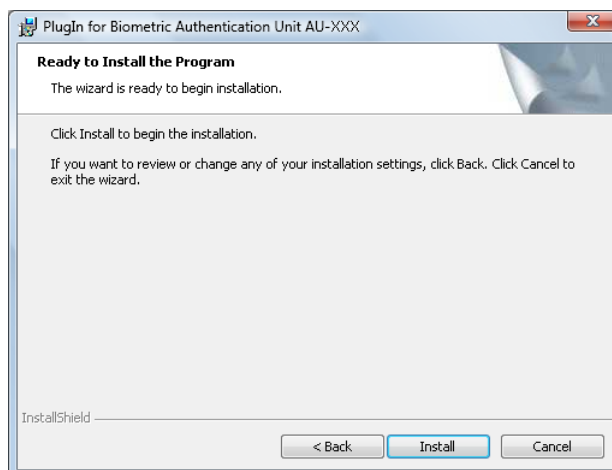 PlugIn for Biometric Authentication Unit AU-XXX
Ready to Install the Program
The wizard is ready to begin installation.
Click Install to begin the installation.
If you want to review or change any of your installation settings, click Back. Click Cancel to
exit the wizard.
InstallShield
< Back
Install
Cancel